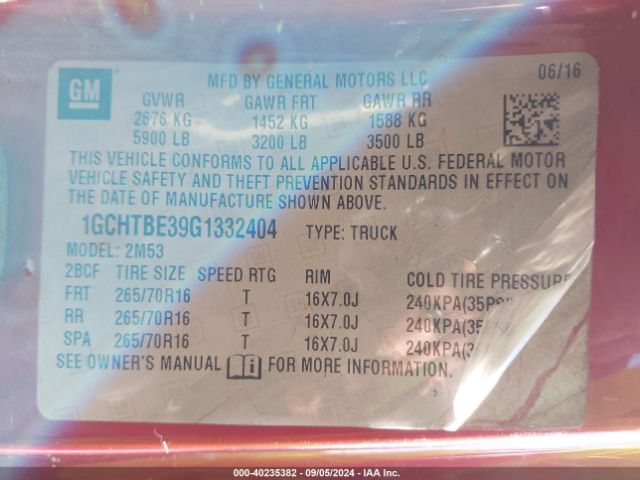 GM
MFD BY GENERAL MOTORS LLC 06/16
GVWR GAWR FRT GAWR RR
2676 KG 1452 KG 1588 KG
5900 LB 3200 LB 3500 LB
THIS VEHICLE CONFORMS TO ALL APPLICABLE U.S. FEDERAL MOTOR
VEHICLE SAFETY AND THEFT PREVENTION STANDARDS IN EFFECT ON
THE DATE OF MANUFACTURE SHOWN ABOVE.
1GCHTBE39G1332404 TYPE: TRUCK
MODEL: 2M53
2BCF TIRE SIZE SPEED RTG RIM COLD TIRE PRESSURE
FRT 265/70R16 T 16X7.0J 240KPA(35PS
RR 265/70R16 T 16X7.0J 240KPA(35
SPA 265/70R16 T 16X7.0J 240KPA(3
SEE OWNER'S MANUAL FOR MORE INFORMATION.
000-40235382 - 09/05/2024 - IAA Inc.